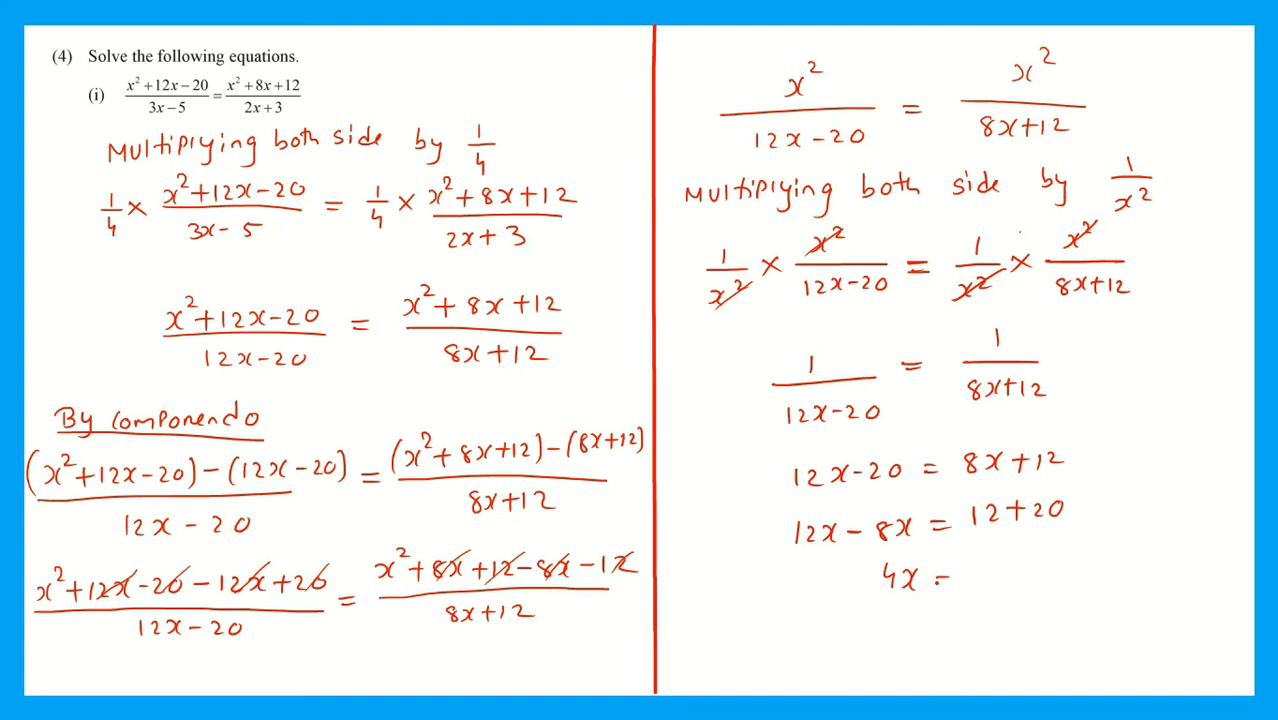 (4) Solve the following equations.
(i) (x²+12x−20)/(3x−5) = (x²+8x+12)/(2x+3)
Multiplying both side by 1/4
1/4 × (x²+12x−20)/(3x−5) = 1/4 × (x²+8x+12)/(2x+3)
(x²+12x−20)/(12x−20) = (x²+8x+12)/(8x+12)
By componendo
((x²+12x−20)−(12x−20))/(12x−20) = ((x²+8x+12)−(8x+12))/(8x+12)
(x²+12x−20−12x+20)/(12x−20) = (x²+8x+12−8x−12)/(8x+12)
x²/(12x−20) = x²/(8x+12)
Multiplying both side by 1/x²
1/x² × x²/(12x−20) = 1/x² × x²/(8x+12)
1/(12x−20) = 1/(8x+12)
12x−20 = 8x+12
12x−8x = 12+20
4x =